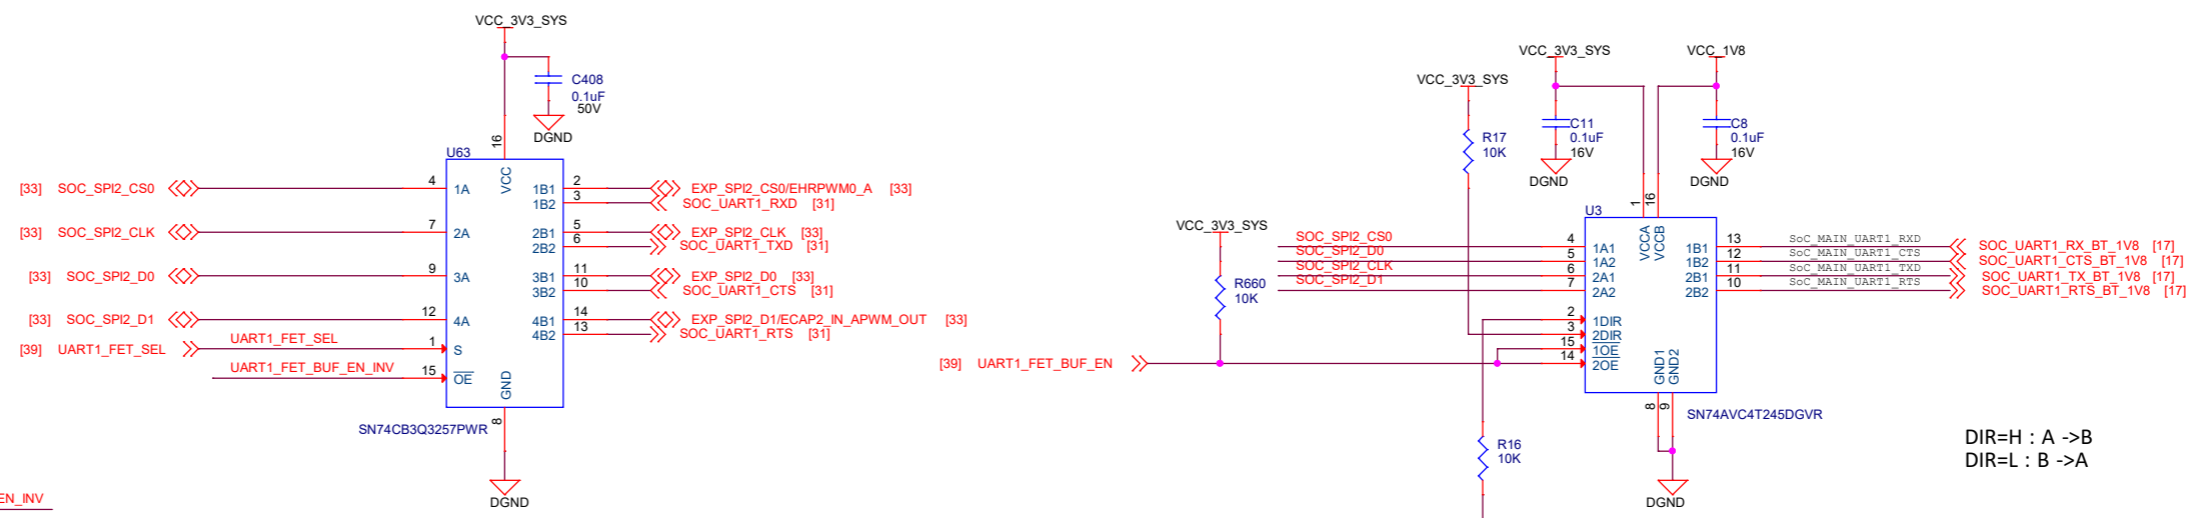 VCC_3V3_SYS
C408
0.1uF
50V
DGND
16
U63
VCC
[33] SOC_SPI2_CS0
4
1A
1B1
2
EXP_SPI2_CS0/EHRPWM0_A [33]
1B2
3
SOC_UART1_RXD [31]
[33] SOC_SPI2_CLK
7
2A
2B1
5
EXP_SPI2_CLK [33]
2B2
6
SOC_UART1_TXD [31]
[33] SOC_SPI2_D0
9
3A
3B1
11
EXP_SPI2_D0 [33]
3B2
10
SOC_UART1_CTS [31]
[33] SOC_SPI2_D1
12
4A
4B1
14
EXP_SPI2_D1/ECAP2_IN_APWM_OUT [33]
4B2
13
SOC_UART1_RTS [31]
[39] UART1_FET_SEL
UART1_FET_SEL
1
S
UART1_FET_BUF_EN_INV
15
OE
GND
8
SN74CB3Q3257PWR
DGND
EN_INV
VCC_3V3_SYS
VCC_1V8
VCC_3V3_SYS
R17
10K
C11
0.1uF
16V
DGND
C8
0.1uF
16V
DGND
1
16
U3
VCCA
VCCB
VCC_3V3_SYS
R660
10K
SOC_SPI2_CS0
4
1A1
1B1
13
SoC_MAIN_UART1_RXD
SOC_UART1_RX_BT_1V8 [17]
SOC_SPI2_D0
5
1A2
1B2
12
SoC_MAIN_UART1_CTS
SOC_UART1_CTS_BT_1V8 [17]
SOC_SPI2_CLK
6
2A1
2B1
11
SoC_MAIN_UART1_TXD
SOC_UART1_TX_BT_1V8 [17]
SOC_SPI2_D1
7
2A2
2B2
10
SoC_MAIN_UART1_RTS
SOC_UART1_RTS_BT_1V8 [17]
2
1DIR
3
2DIR
15
1OE
14
2OE
[39] UART1_FET_BUF_EN
GND1
GND2
8
9
SN74AVC4T245DGVR
R16
10K
DGND
DIR=H : A ->B
DIR=L : B ->A